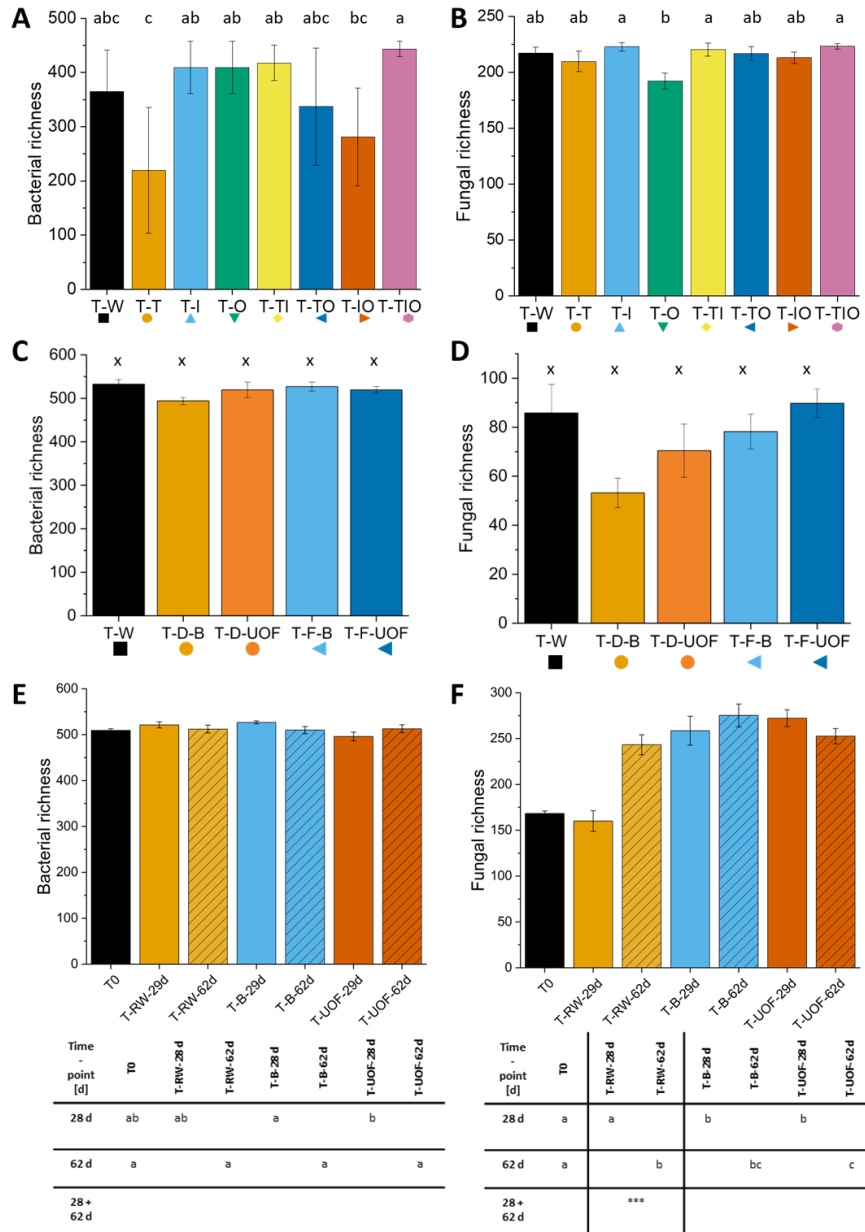 A
abc c ab ab ab abc bc a
Bacterial richness
500
400
300
200
100
0
T-W T-T T-I T-O T-TI T-TO T-IO T-TIO
B
ab ab a b a ab ab a
Fungal richness
250
200
150
100
50
0
T-W T-T T-I T-O T-TI T-TO T-IO T-TIO
C
x x x x x
Bacterial richness
600
500
400
300
200
100
0
T-W T-D-B T-D-UOF T-F-B T-F-UOF
D
x x x x x
Fungal richness
100
80
60
40
20
0
T-W T-D-B T-D-UOF T-F-B T-F-UOF
E
Bacterial richness
600
500
400
300
200
100
0
T0 T-RW-29d T-RW-62d T-B-29d T-B-62d T-UOF-29d T-UOF-62d
F
Fungal richness
300
250
200
150
100
50
0
T0 T-RW-29d T-RW-62d T-B-29d T-B-62d T-UOF-29d T-UOF-62d
Time
-
point
[d]
T0 T-RW-28 d T-RW-62d T-B-28 d T-B-62d T-UOF-28 d T-UOF-62d
28 d ab ab a b
62 d a a a a
28 +
62 d
Time
-
point
[d]
T0 T-RW-28 d T-RW-62d T-B-28 d T-B-62d T-UOF-28 d T-UOF-62d
28 d a a b b
62 d a b bc c
28 +
62 d
***